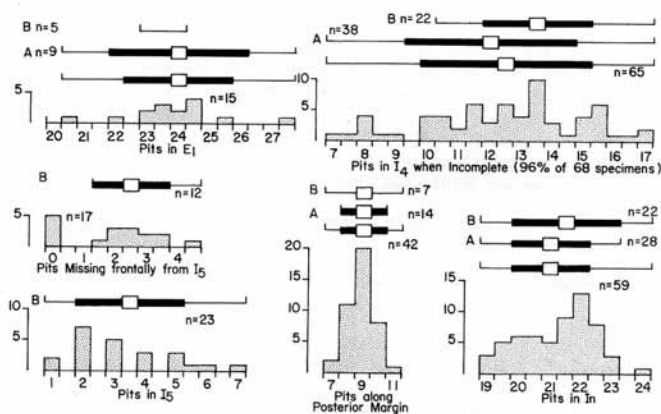 B n=5
A n=9
n=15
5
20 21 22 23 24 25 26 27
Pits in E1
B n=22
A n=38
n=65
10
5
7 8 9 10 11 12 13 14 15 16 17
Pits in I4 when Incomplete (96% of 68 specimens)
B
n=12
5
n=17
0 1 2 3 4
Pits Missing frontally from I5
B
n=23
10
5
1 2 3 4 5 6 7
Pits in I5
B n=7
A n=14
n=42
20
15
10
5
7 9 11
Pits along
Posterior Margin
B n=22
A n=28
n=59
15
10
5
19 20 21 22 23 24
Pits in In